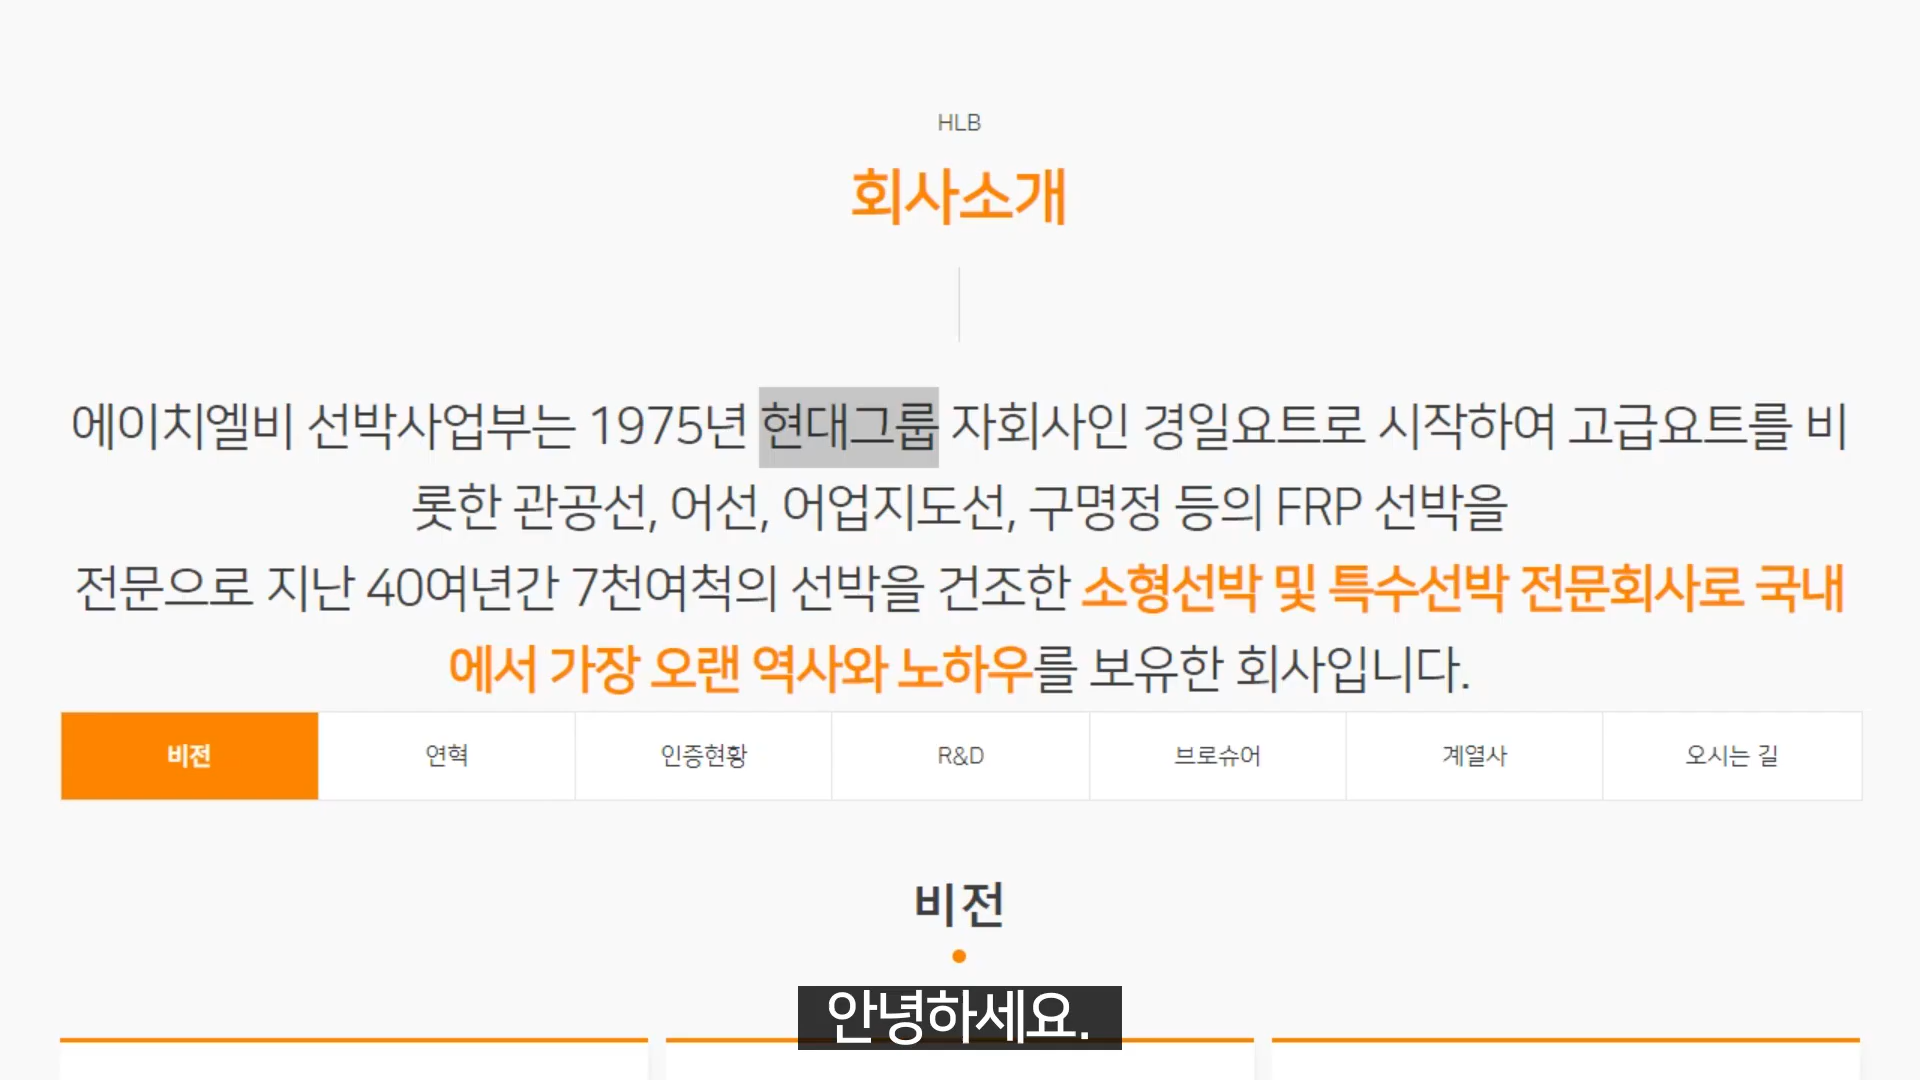 HLB
회사소개
에이치엘비 선박사업부는 1975년 현대그룹 자회사인 경일요트로 시작하여 고급요트를 비
롯한 관공선, 어선, 어업지도선, 구명정 등의 FRP 선박을
전문으로 지난 40여년간 7천여척의 선박을 건조한 소형선박 및 특수선박 전문회사로 국내
에서 가장 오랜 역사와 노하우를 보유한 회사입니다.
비전
연혁
인증현황
R&D
브로슈어
계열사
오시는 길
비전
안녕하세요.